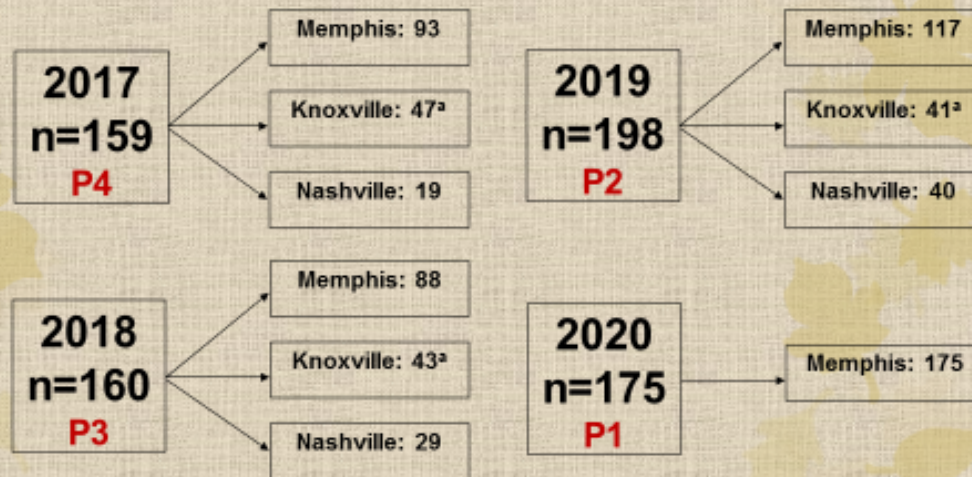 2017
n=159
P4
Memphis: 93
Knoxville: 47ª
Nashville: 19
2019
n=198
P2
Memphis: 117
Knoxville: 41ª
Nashville: 40
2018
n=160
P3
Memphis: 88
Knoxville: 43ª
Nashville: 29
2020
n=175
P1
Memphis: 175